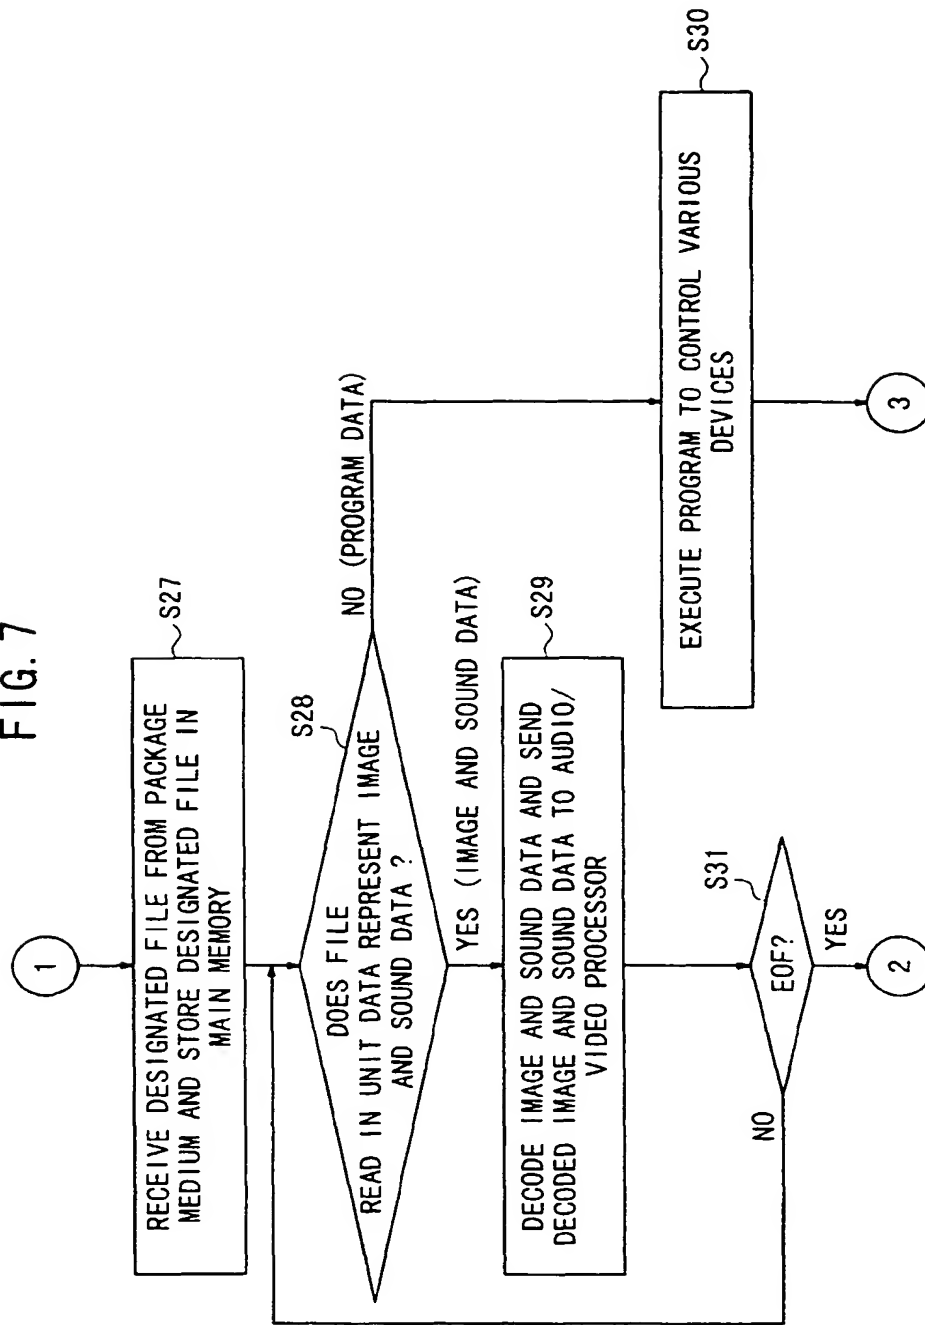 FIG. 7
1
RECEIVE DESIGNATED FILE FROM PACKAGE
MEDIUM AND STORE DESIGNATED FILE IN
MAIN MEMORY
S27
DOES FILE
READ IN UNIT DATA REPRESENT IMAGE
AND SOUND DATA ?
S28
NO (PROGRAM DATA)
YES (IMAGE AND SOUND DATA)
DECODE IMAGE AND SOUND DATA AND SEND
DECODED IMAGE AND SOUND DATA TO AUDIO/
VIDEO PROCESSOR
S29
EXECUTE PROGRAM TO CONTROL VARIOUS
DEVICES
S30
EOF?
S31
NO
YES
2
3